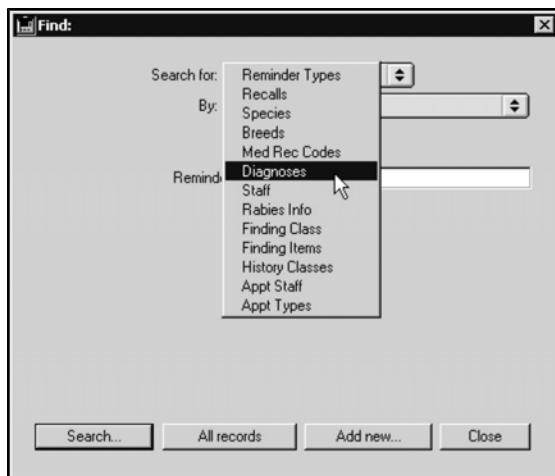 Find:
Search for: Reminder Types
Recalls
By:
Species
Breeds
Med Rec Codes
Diagnoses
Staff
Rabies Info
Finding Class
Finding Items
History Classes
Appt Staff
Appt Types
Search... All records Add new... Close